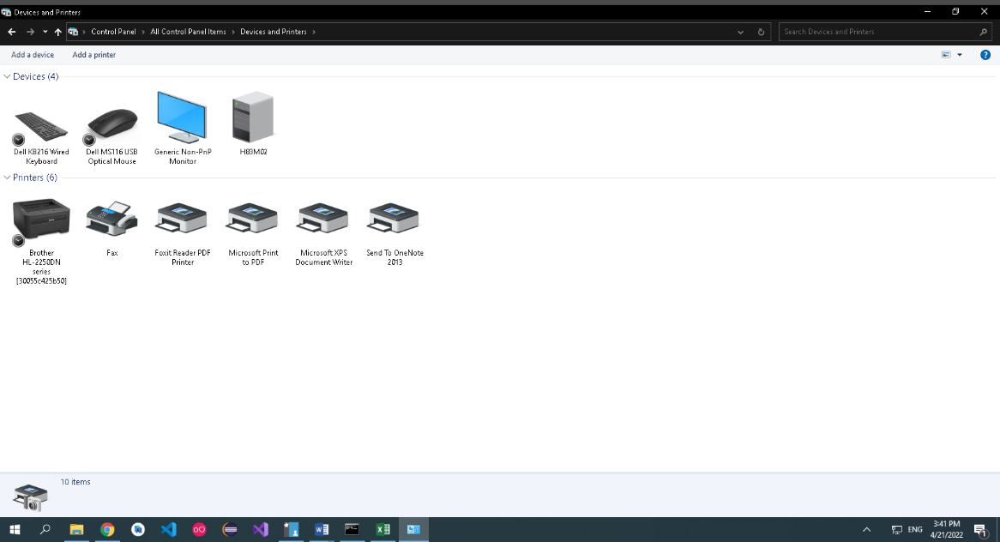 Devices and Printers
Control Panel > All Control Panel Items > Devices and Printers >
Search Devices and Printers
Add a device
Add a printer
Devices (4)
Dell KB216 Wired
Keyboard
Dell MS116 USB
Optical Mouse
Generic Non-PnP
Monitor
H83M02
Printers (6)
Brother
HL-2250DN
series
[30055c425b50]
Fax
Foxit Reader PDF
Printer
Microsoft Print
to PDF
Microsoft XPS
Document Writer
Send To OneNote
2013
10 items
ENG
3:41 PM
4/21/2022
1